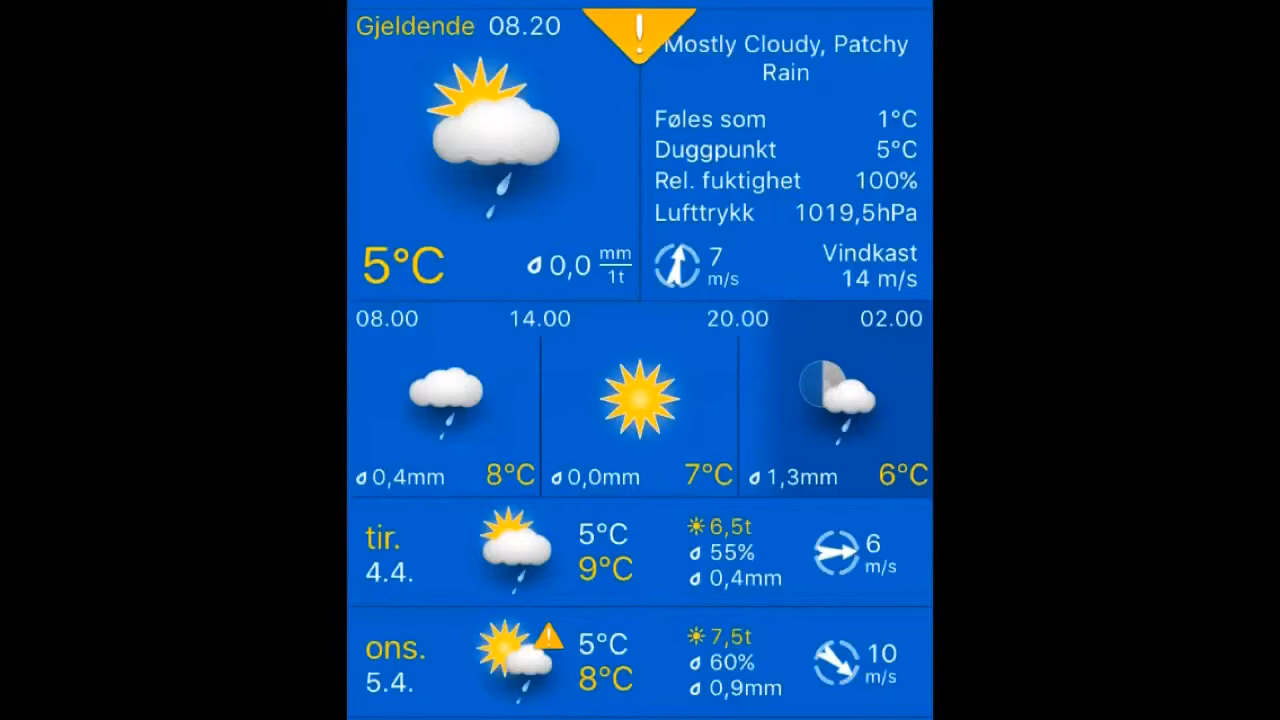 Gjeldende 08.20
Mostly Cloudy, Patchy
Rain
Føles som 1°C
Duggpunkt 5°C
Rel. fuktighet 100%
Lufttrykk 1019,5hPa
5°C 0,0 mm/1t
7 m/s
Vindkast
14 m/s
08.00 14.00 20.00 02.00
0,4mm 8°C 0,0mm 7°C 1,3mm 6°C
tir.
4.4.
5°C
9°C
6,5t
55%
0,4mm
6
m/s
ons.
5.4.
5°C
8°C
7,5t
60%
0,9mm
10
m/s